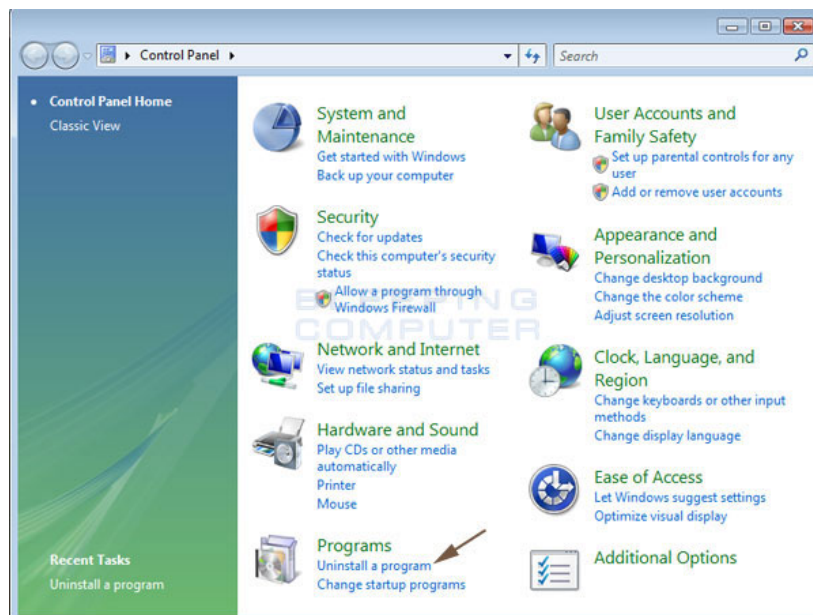 Control Panel
Search
Control Panel Home
Classic View
Recent Tasks
Uninstall a program
System and
Maintenance
Get started with Windows
Back up your computer
Security
Check for updates
Check this computer's security
status
Allow a program through
Windows Firewall
Network and Internet
View network status and tasks
Set up file sharing
Hardware and Sound
Play CDs or other media
automatically
Printer
Mouse
Programs
Uninstall a program
Change startup programs
User Accounts and
Family Safety
Set up parental controls for any
user
Add or remove user accounts
Appearance and
Personalization
Change desktop background
Change the color scheme
Adjust screen resolution
Clock, Language, and
Region
Change keyboards or other input
methods
Change display language
Ease of Access
Let Windows suggest settings
Optimize visual display
Additional Options
BLEEPING
COMPUTER